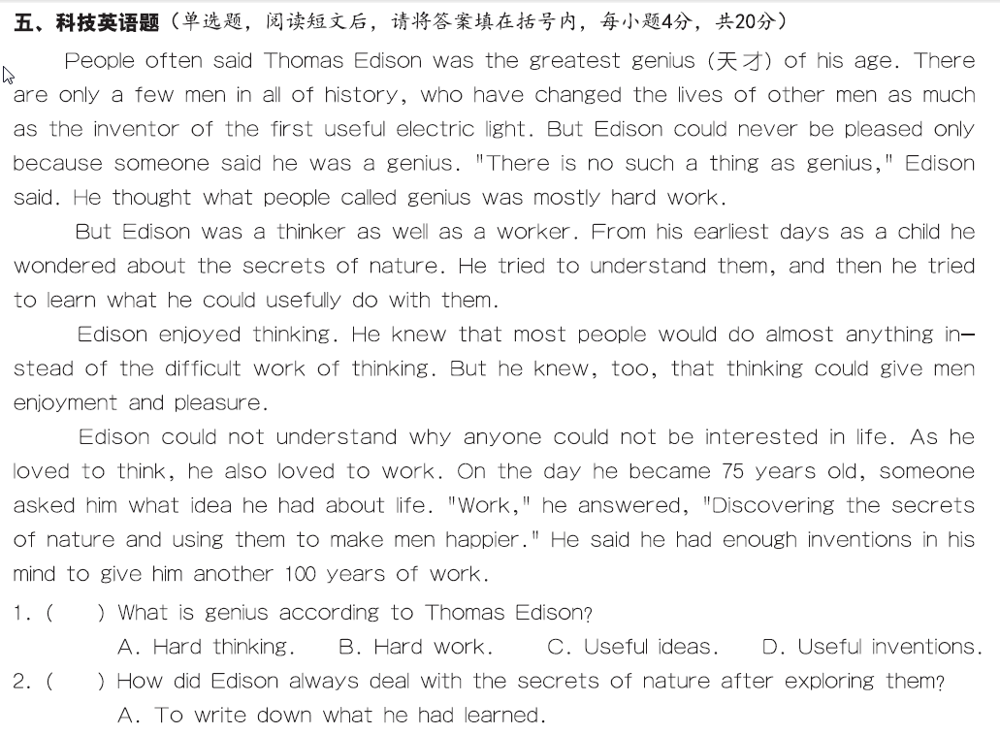 五、科技英语题（单选题，阅读短文后，请将答案填在括号内，每小题4分，共20分）
People often said Thomas Edison was the greatest genius (天才) of his age. There
are only a few men in all of history, who have changed the lives of other men as much
as the inventor of the first useful electric light. But Edison could never be pleased only
because someone said he was a genius. "There is no such a thing as genius," Edison
said. He thought what people called genius was mostly hard work.
But Edison was a thinker as well as a worker. From his earliest days as a child he
wondered about the secrets of nature. He tried to understand them, and then he tried
to learn what he could usefully do with them.
Edison enjoyed thinking. He knew that most people would do almost anything in-
stead of the difficult work of thinking. But he knew, too, that thinking could give men
enjoyment and pleasure.
Edison could not understand why anyone could not be interested in life. As he
loved to think, he also loved to work. On the day he became 75 years old, someone
asked him what idea he had about life. "Work," he answered, "Discovering the secrets
of nature and using them to make men happier." He said he had enough inventions in his
mind to give him another 100 years of work.
1. (    ) What is genius according to Thomas Edison?
A. Hard thinking. B. Hard work. C. Useful ideas. D. Useful inventions.
2. (    ) How did Edison always deal with the secrets of nature after exploring them?
A. To write down what he had learned.